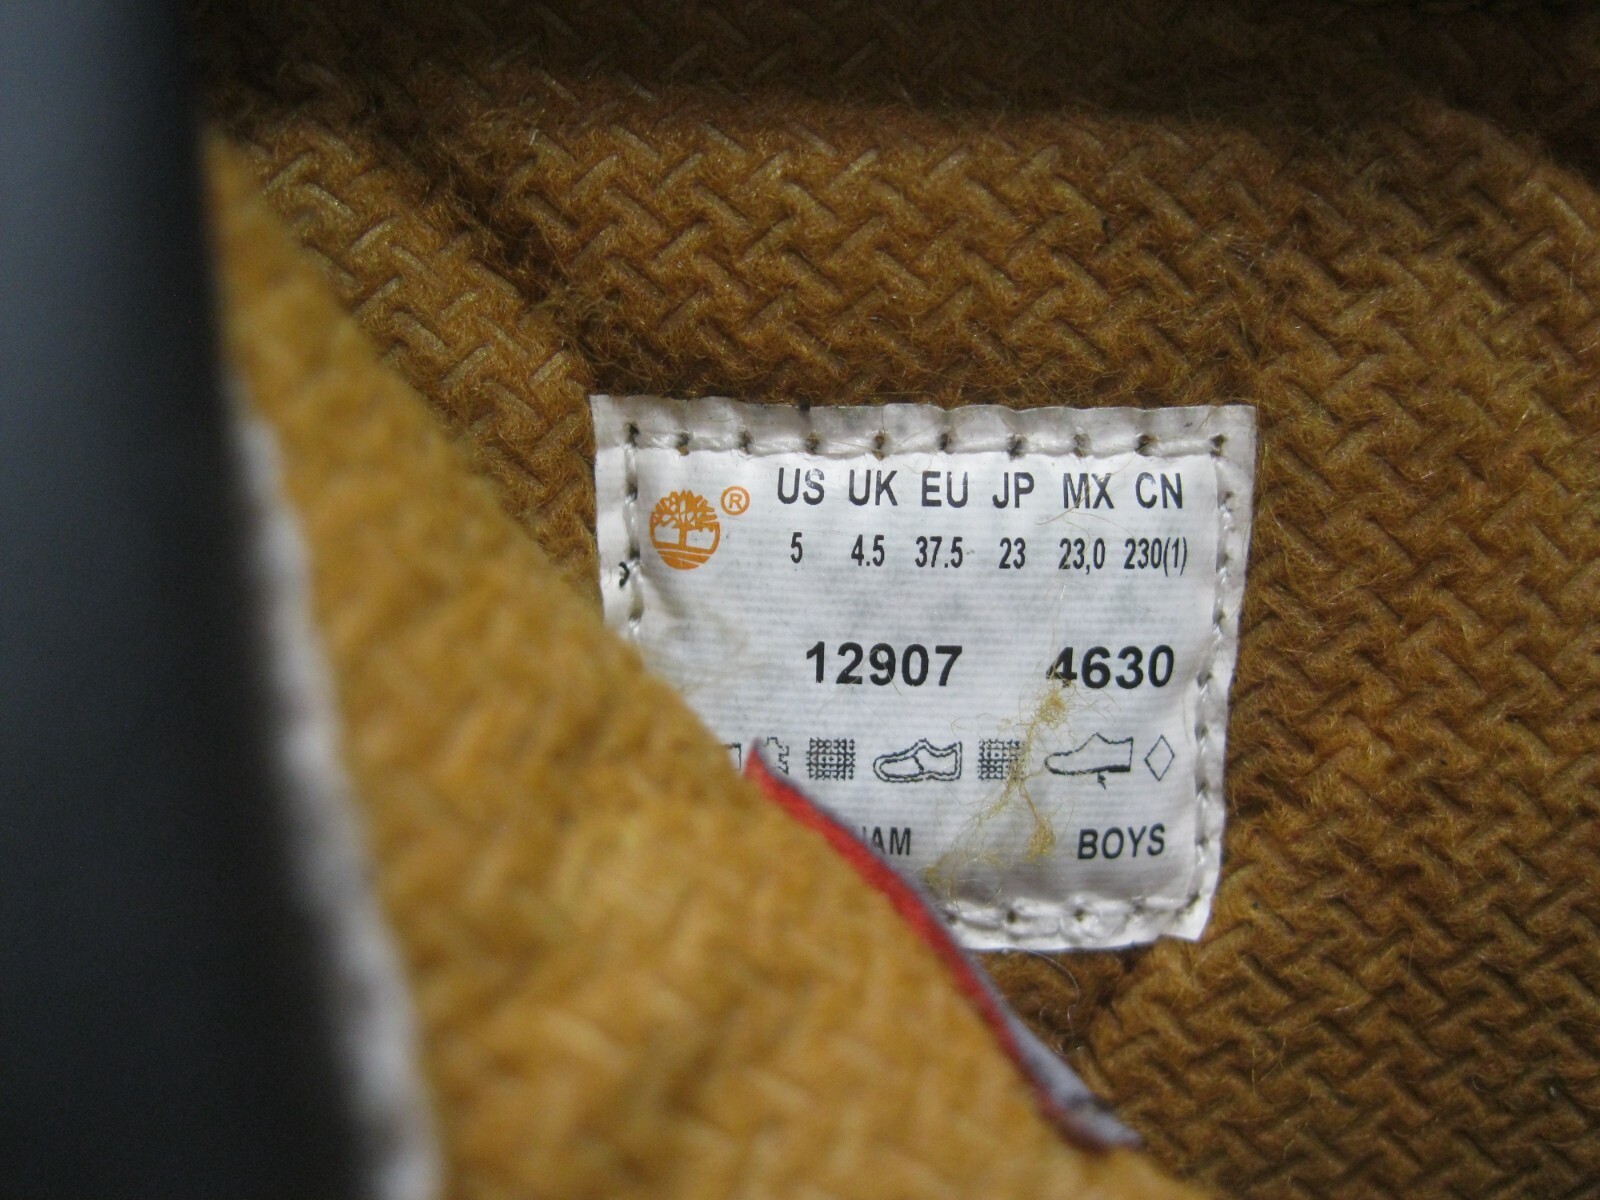 ® US UK EU JP MX CN
5 4.5 37.5 23 23,0 230(1)
12907 4630
BOYS